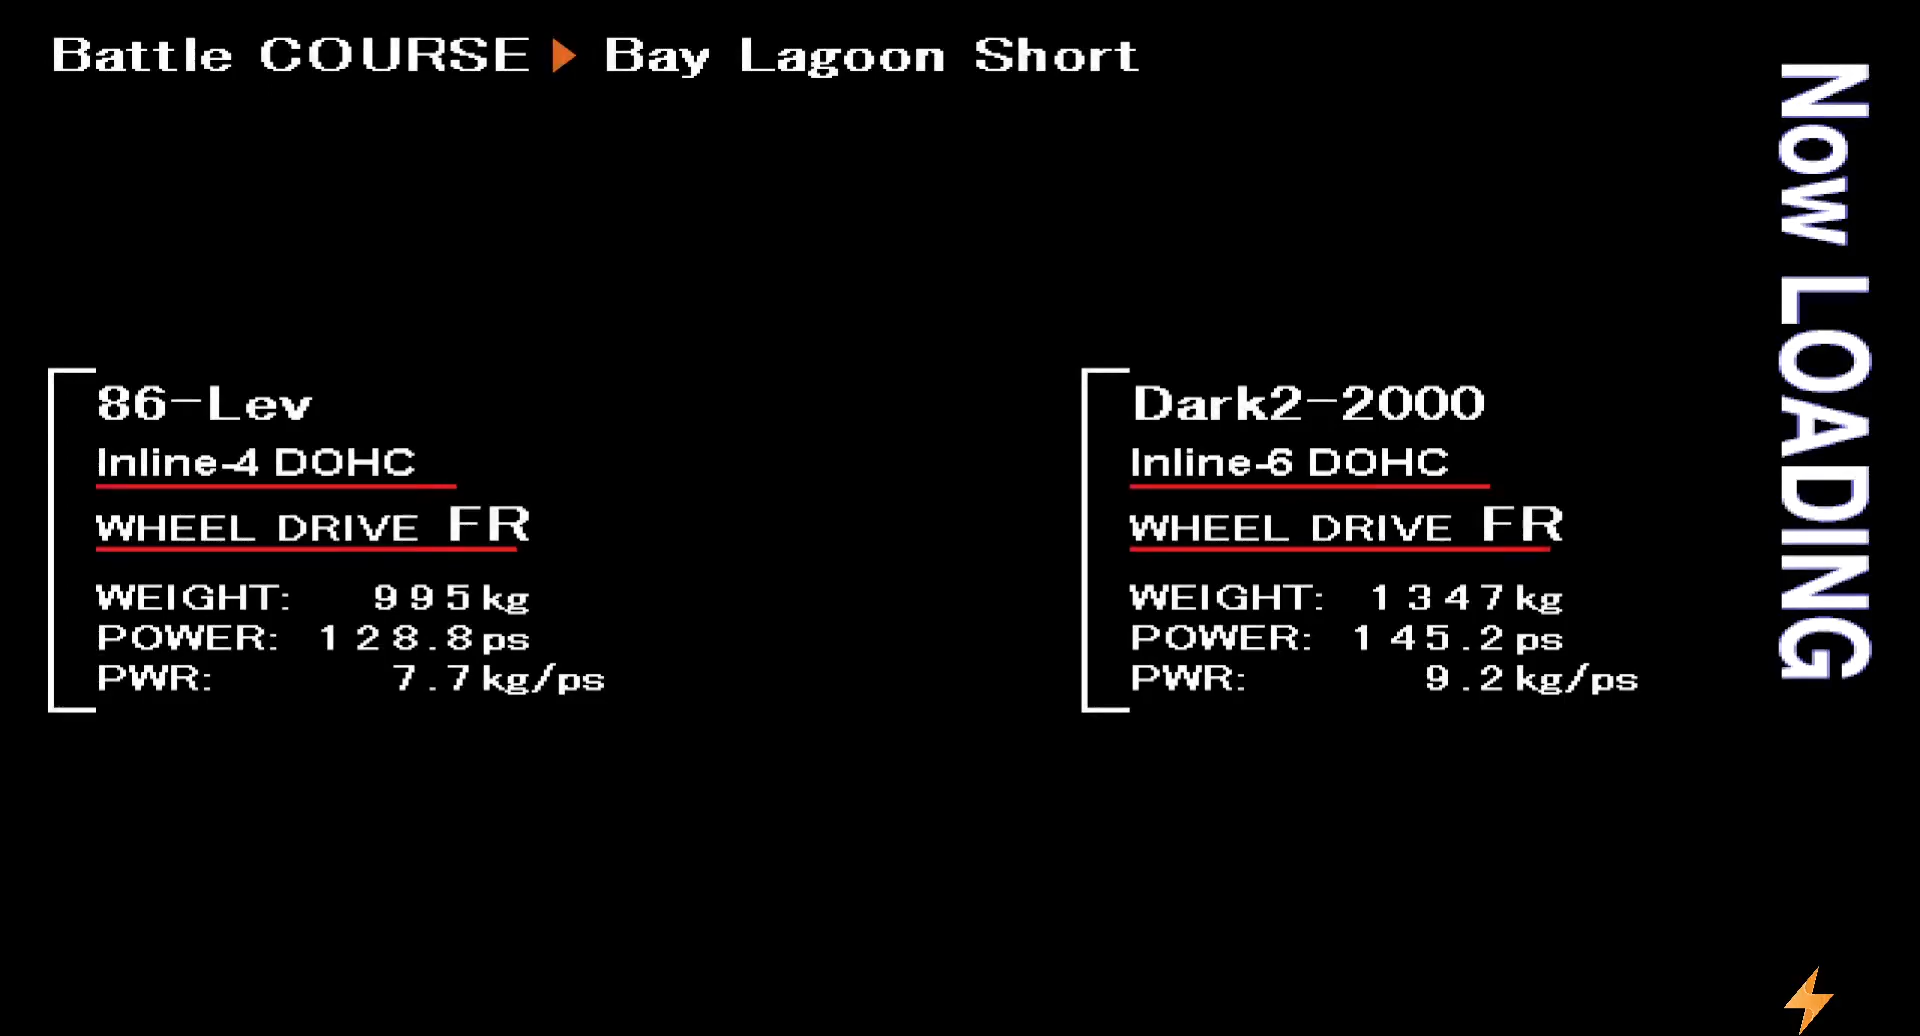 Battle COURSE▶Bay Lagoon Short
Now LOADING
86-Lev
Inline-4 DOHC
WHEEL DRIVE FR
WEIGHT: 995kg
POWER: 128.8ps
PWR: 7.7kg/ps
Dark2-2000
Inline-6 DOHC
WHEEL DRIVE FR
WEIGHT: 1347kg
POWER: 145.2ps
PWR: 9.2kg/ps